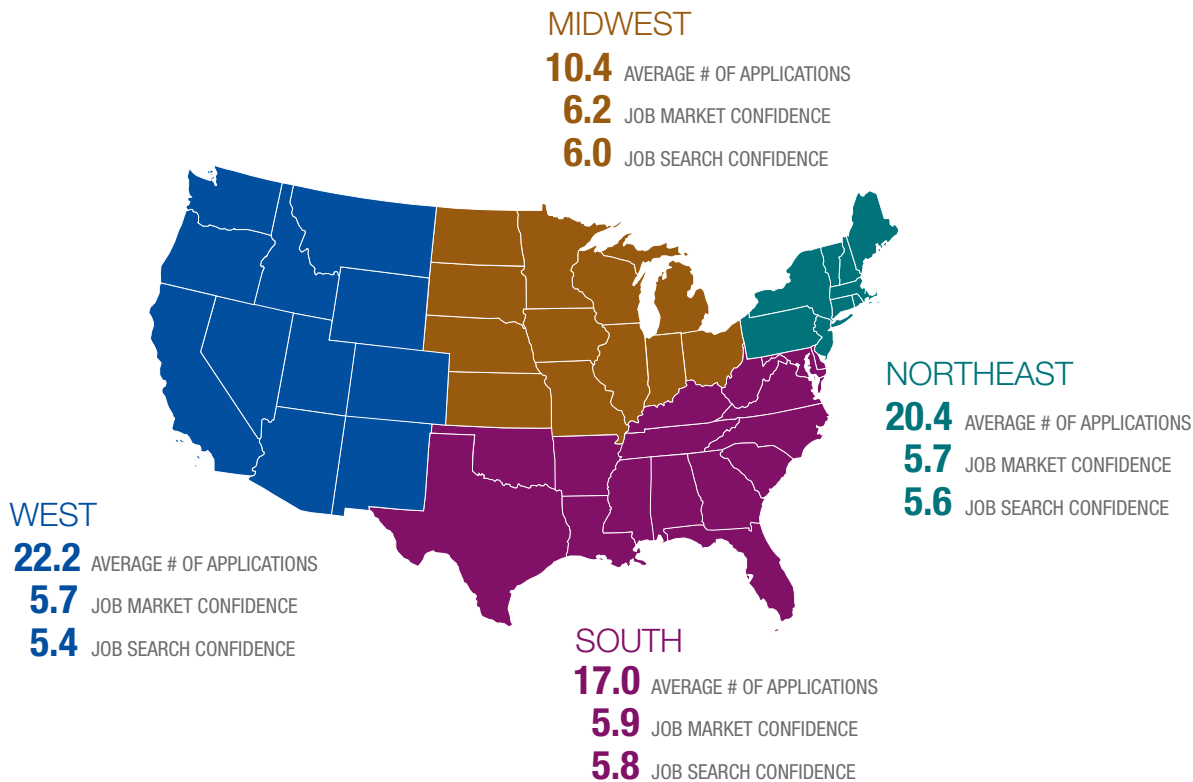 MIDWEST
10.4 AVERAGE # OF APPLICATIONS
6.2 JOB MARKET CONFIDENCE
6.0 JOB SEARCH CONFIDENCE
NORTHEAST
20.4 AVERAGE # OF APPLICATIONS
5.7 JOB MARKET CONFIDENCE
5.6 JOB SEARCH CONFIDENCE
WEST
22.2 AVERAGE # OF APPLICATIONS
5.7 JOB MARKET CONFIDENCE
5.4 JOB SEARCH CONFIDENCE
SOUTH
17.0 AVERAGE # OF APPLICATIONS
5.9 JOB MARKET CONFIDENCE
5.8 JOB SEARCH CONFIDENCE